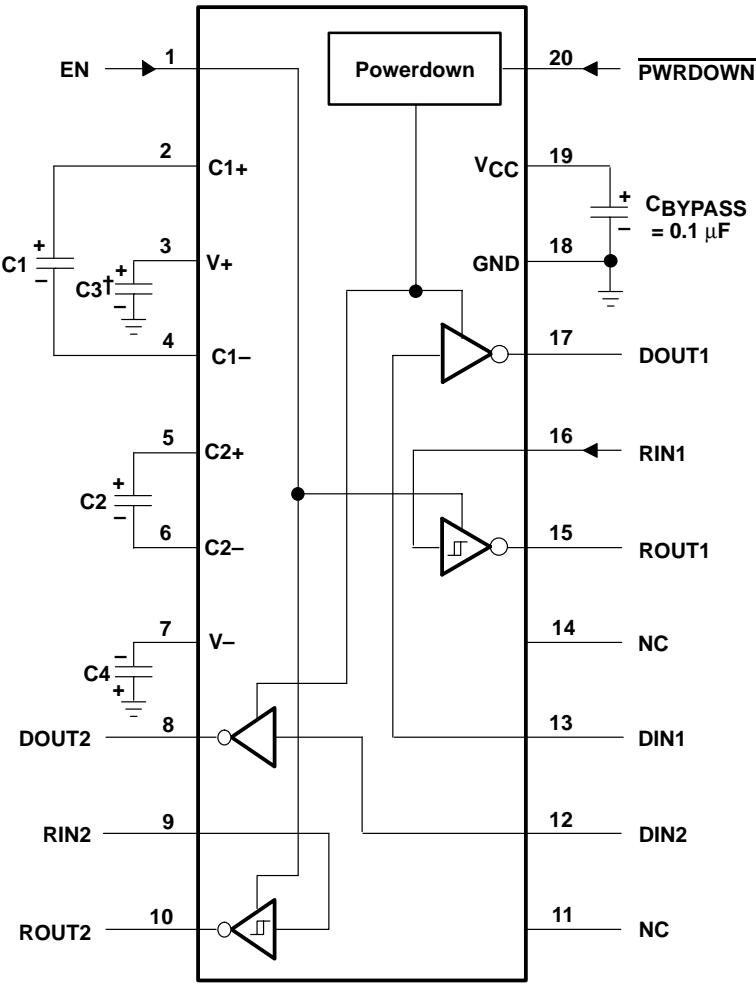 EN
1
Powerdown
20
PWRDOWN
2
C1+
VCC
19
+
CBYPASS
= 0.1 μF
–
+
C1
–
3
V+
+
C3†
–
GND
18
4
C1–
17
DOUT1
5
C2+
16
RIN1
+
C2
–
6
C2–
15
ROUT1
7
V–
–
C4
+
14
NC
DOUT2
8
13
DIN1
RIN2
9
12
DIN2
ROUT2
10
11
NC